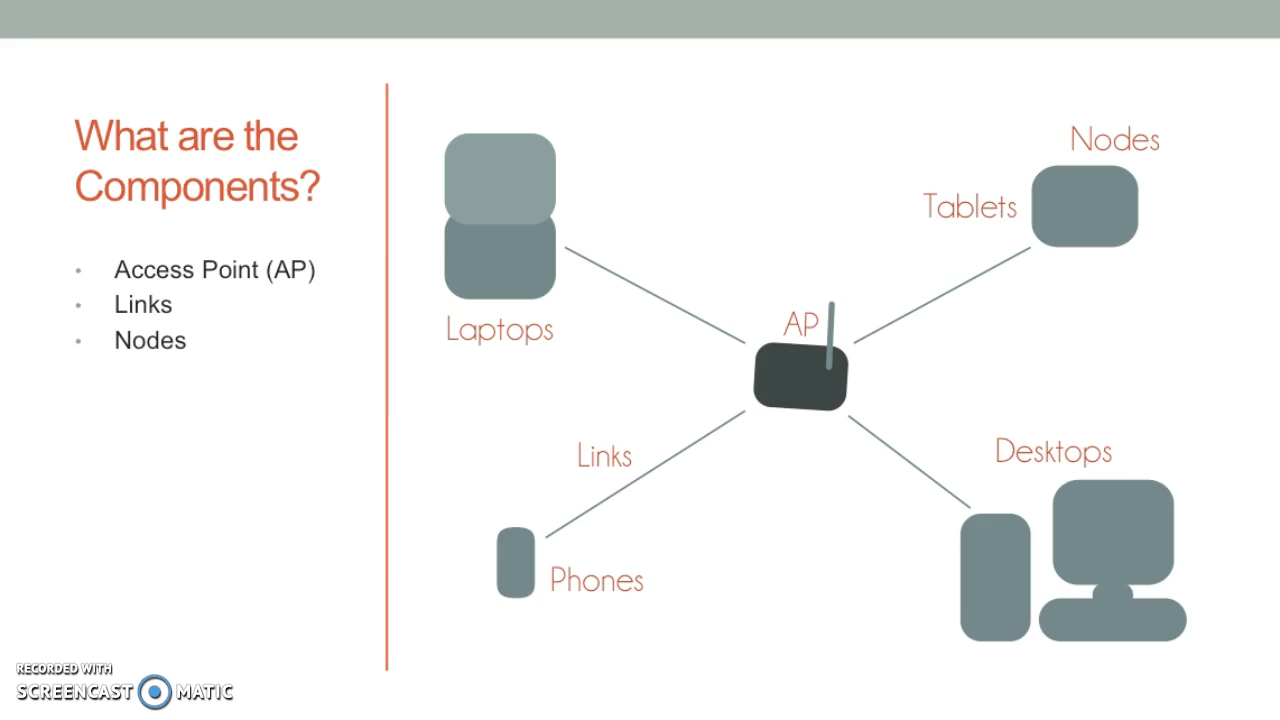 What are the
Components?
• Access Point (AP)
• Links
• Nodes
Nodes
Tablets
Laptops
AP
Links
Desktops
Phones
RECORDED WITH
SCREENCAST MATIC